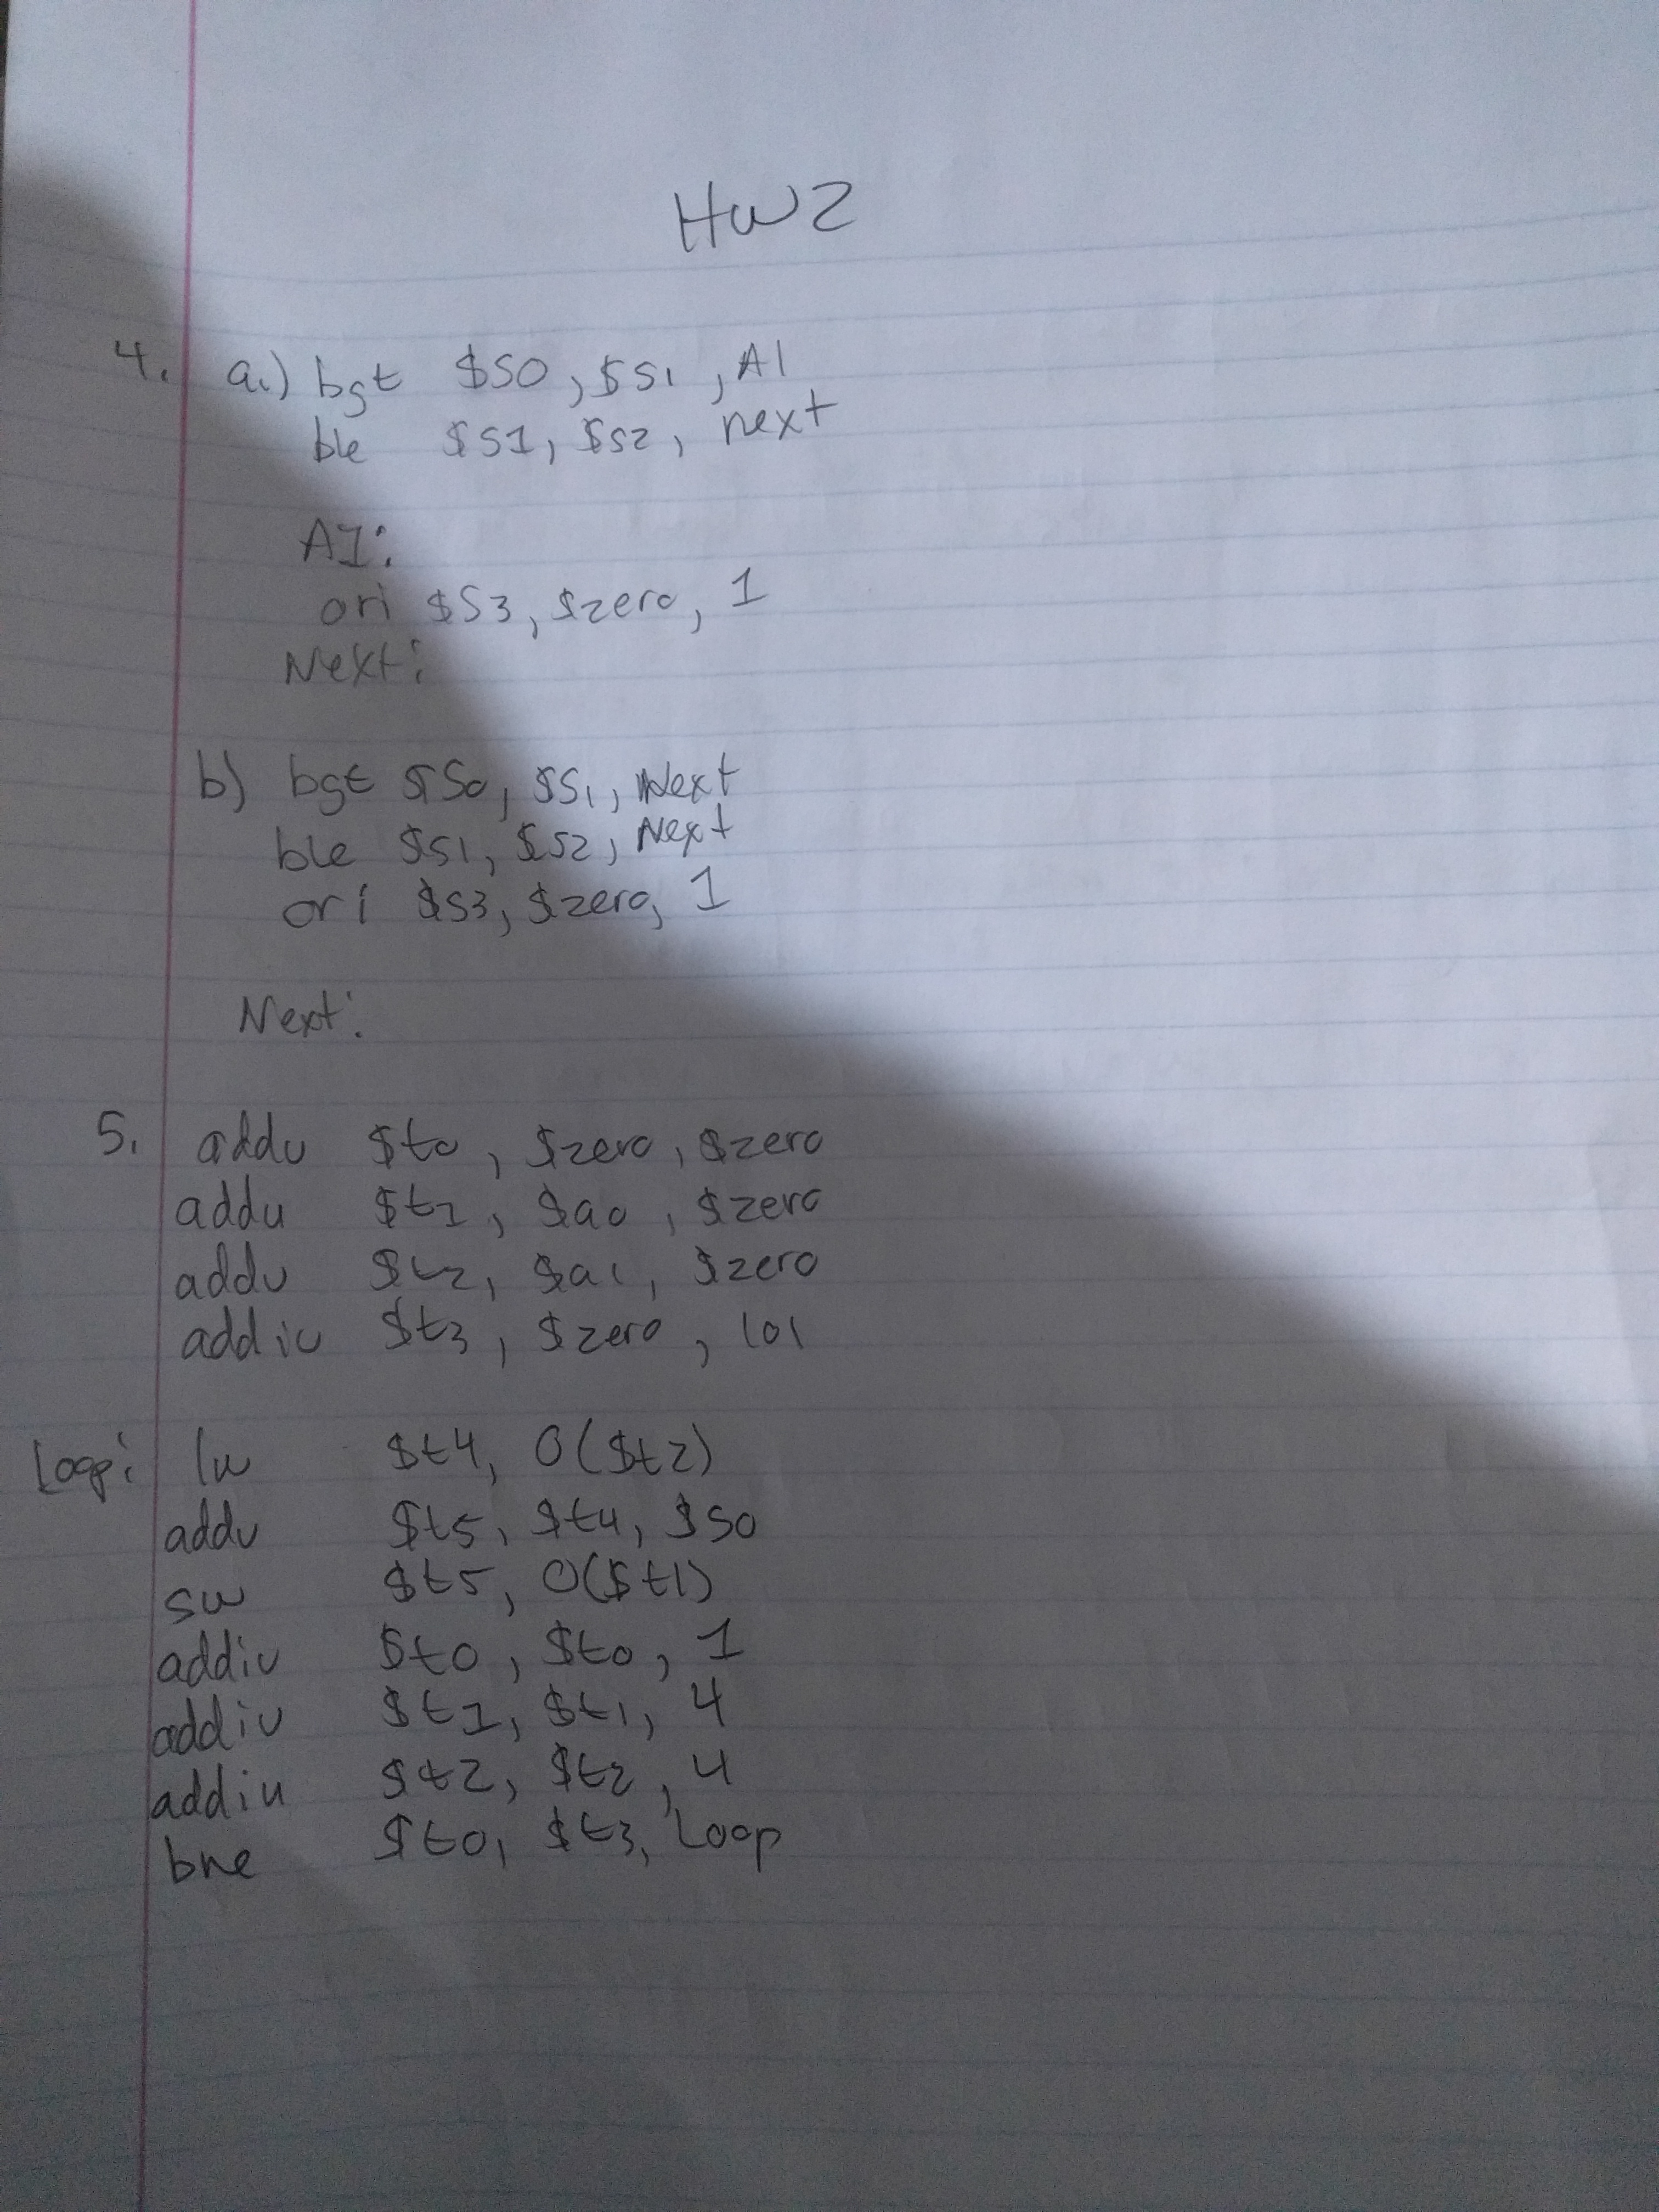 HW2
4. a.) bgt $S0, $S1, A1
ble $S1, $S2, next
A1:
ori $S3, $zero, 1
Next:
b) bgt $S0, $S1, Next
ble $S1, $S2, Next
ori $S3, $zero, 1
Next:
5. addu $t0, $zero, $zero
addu $t1, $a0, $zero
addu $t2, $a1, $zero
addiu $t3, $zero, 101
Loop: lw $t4, 0($t2)
addu $t5, $t4, $S0
sw $t5, 0($t1)
addiu $t0, $t0, 1
addiu $t1, $t1, 4
addiu $t2, $t2, 4
bne $t0, $t3, Loop